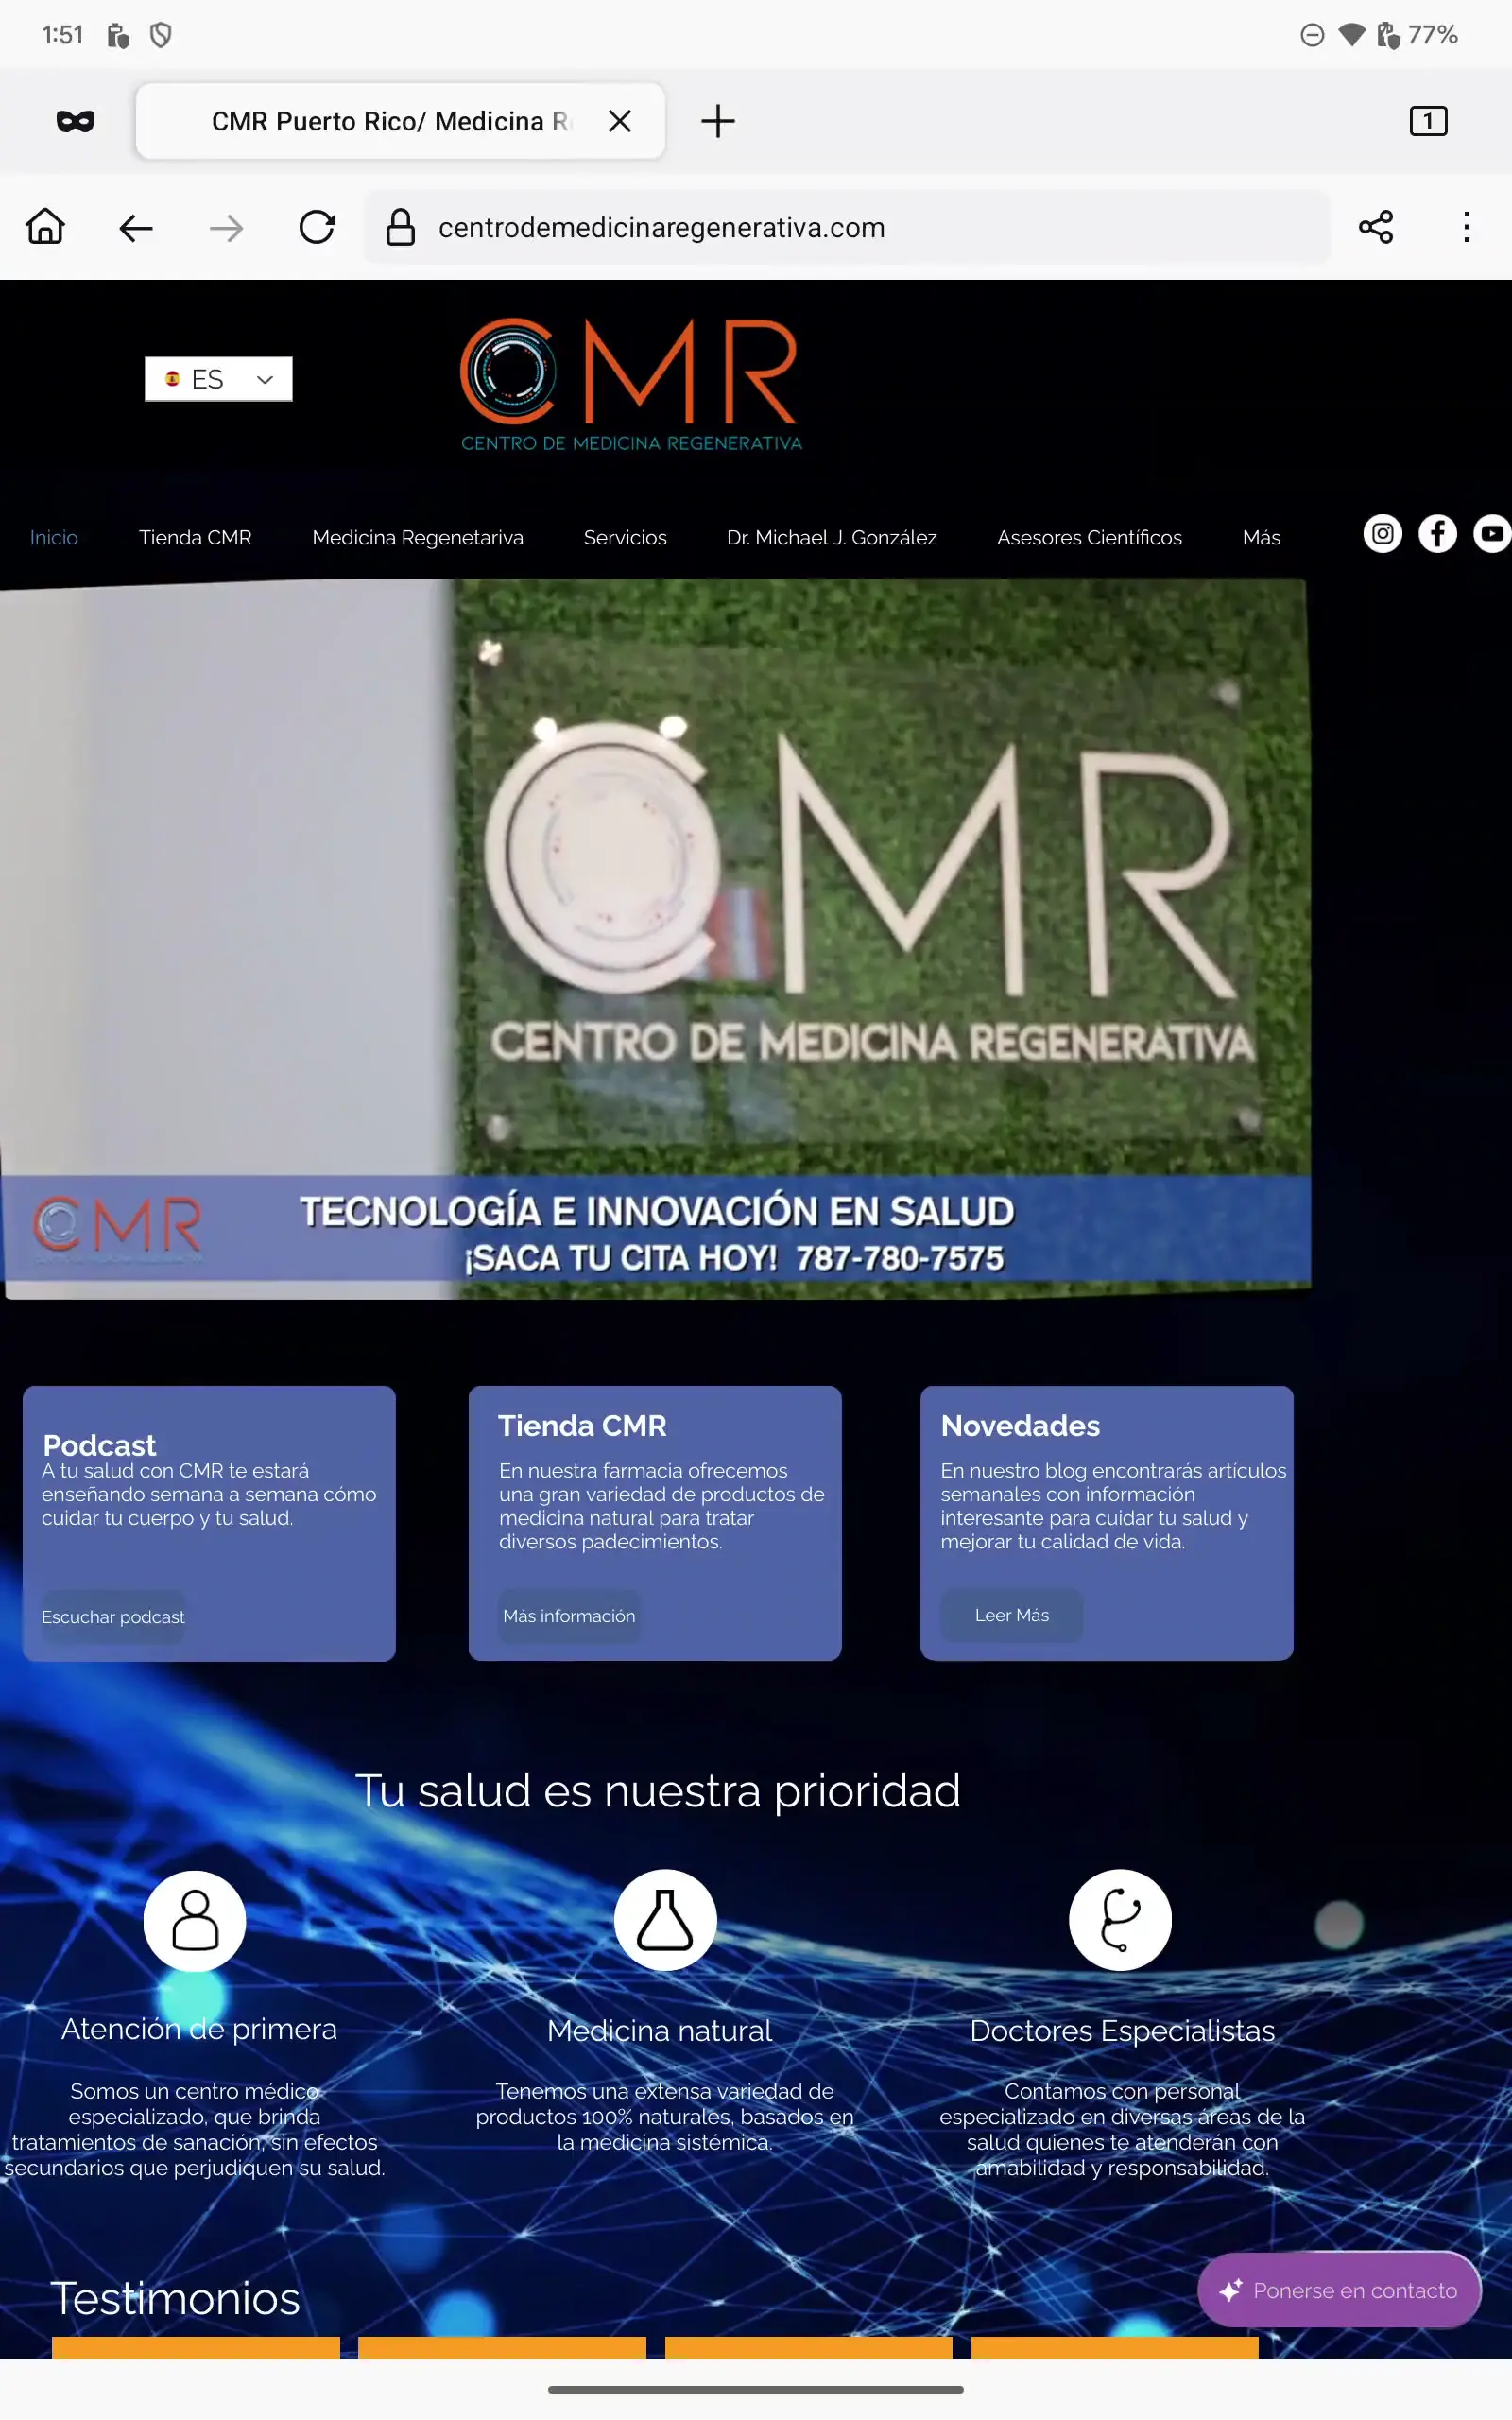 1:51
77%
CMR Puerto Rico/ Medicina R
1
centrodemedicinaregenerativa.com
ES
CMR
CENTRO DE MEDICINA REGENERATIVA
Inicio
Tienda CMR
Medicina Regenetariva
Servicios
Dr. Michael J. González
Asesores Científicos
Más
CMR
CENTRO DE MEDICINA REGENERATIVA
CMR
TECNOLOGÍA E INNOVACIÓN EN SALUD
¡SACA TU CITA HOY! 787-780-7575
Podcast
A tu salud con CMR te estará
enseñando semana a semana cómo
cuidar tu cuerpo y tu salud.
Escuchar podcast
Tienda CMR
En nuestra farmacia ofrecemos
una gran variedad de productos de
medicina natural para tratar
diversos padecimientos.
Más información
Novedades
En nuestro blog encontrarás artículos
semanales con información
interesante para cuidar tu salud y
mejorar tu calidad de vida.
Leer Más
Tu salud es nuestra prioridad
Atención de primera
Somos un centro médico
especializado, que brinda
tratamientos de sanación, sin efectos
secundarios que perjudiquen su salud.
Medicina natural
Tenemos una extensa variedad de
productos 100% naturales, basados en
la medicina sistémica.
Doctores Especialistas
Contamos con personal
especializado en diversas áreas de la
salud quienes te atenderán con
amabilidad y responsabilidad.
Testimonios
Ponerse en contacto